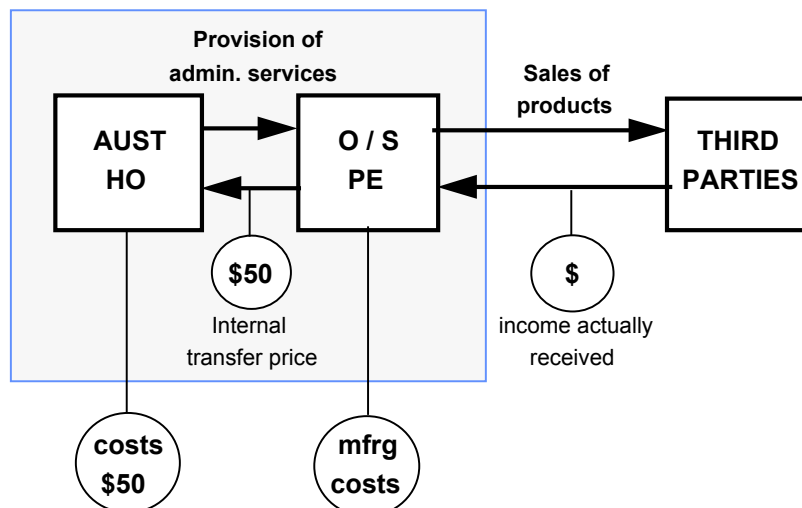 Provision of
admin. services
Sales of
products
AUST
HO
O / S
PE
THIRD
PARTIES
$50
$
Internal
transfer price
income actually
received
costs
$50
mfrg
costs